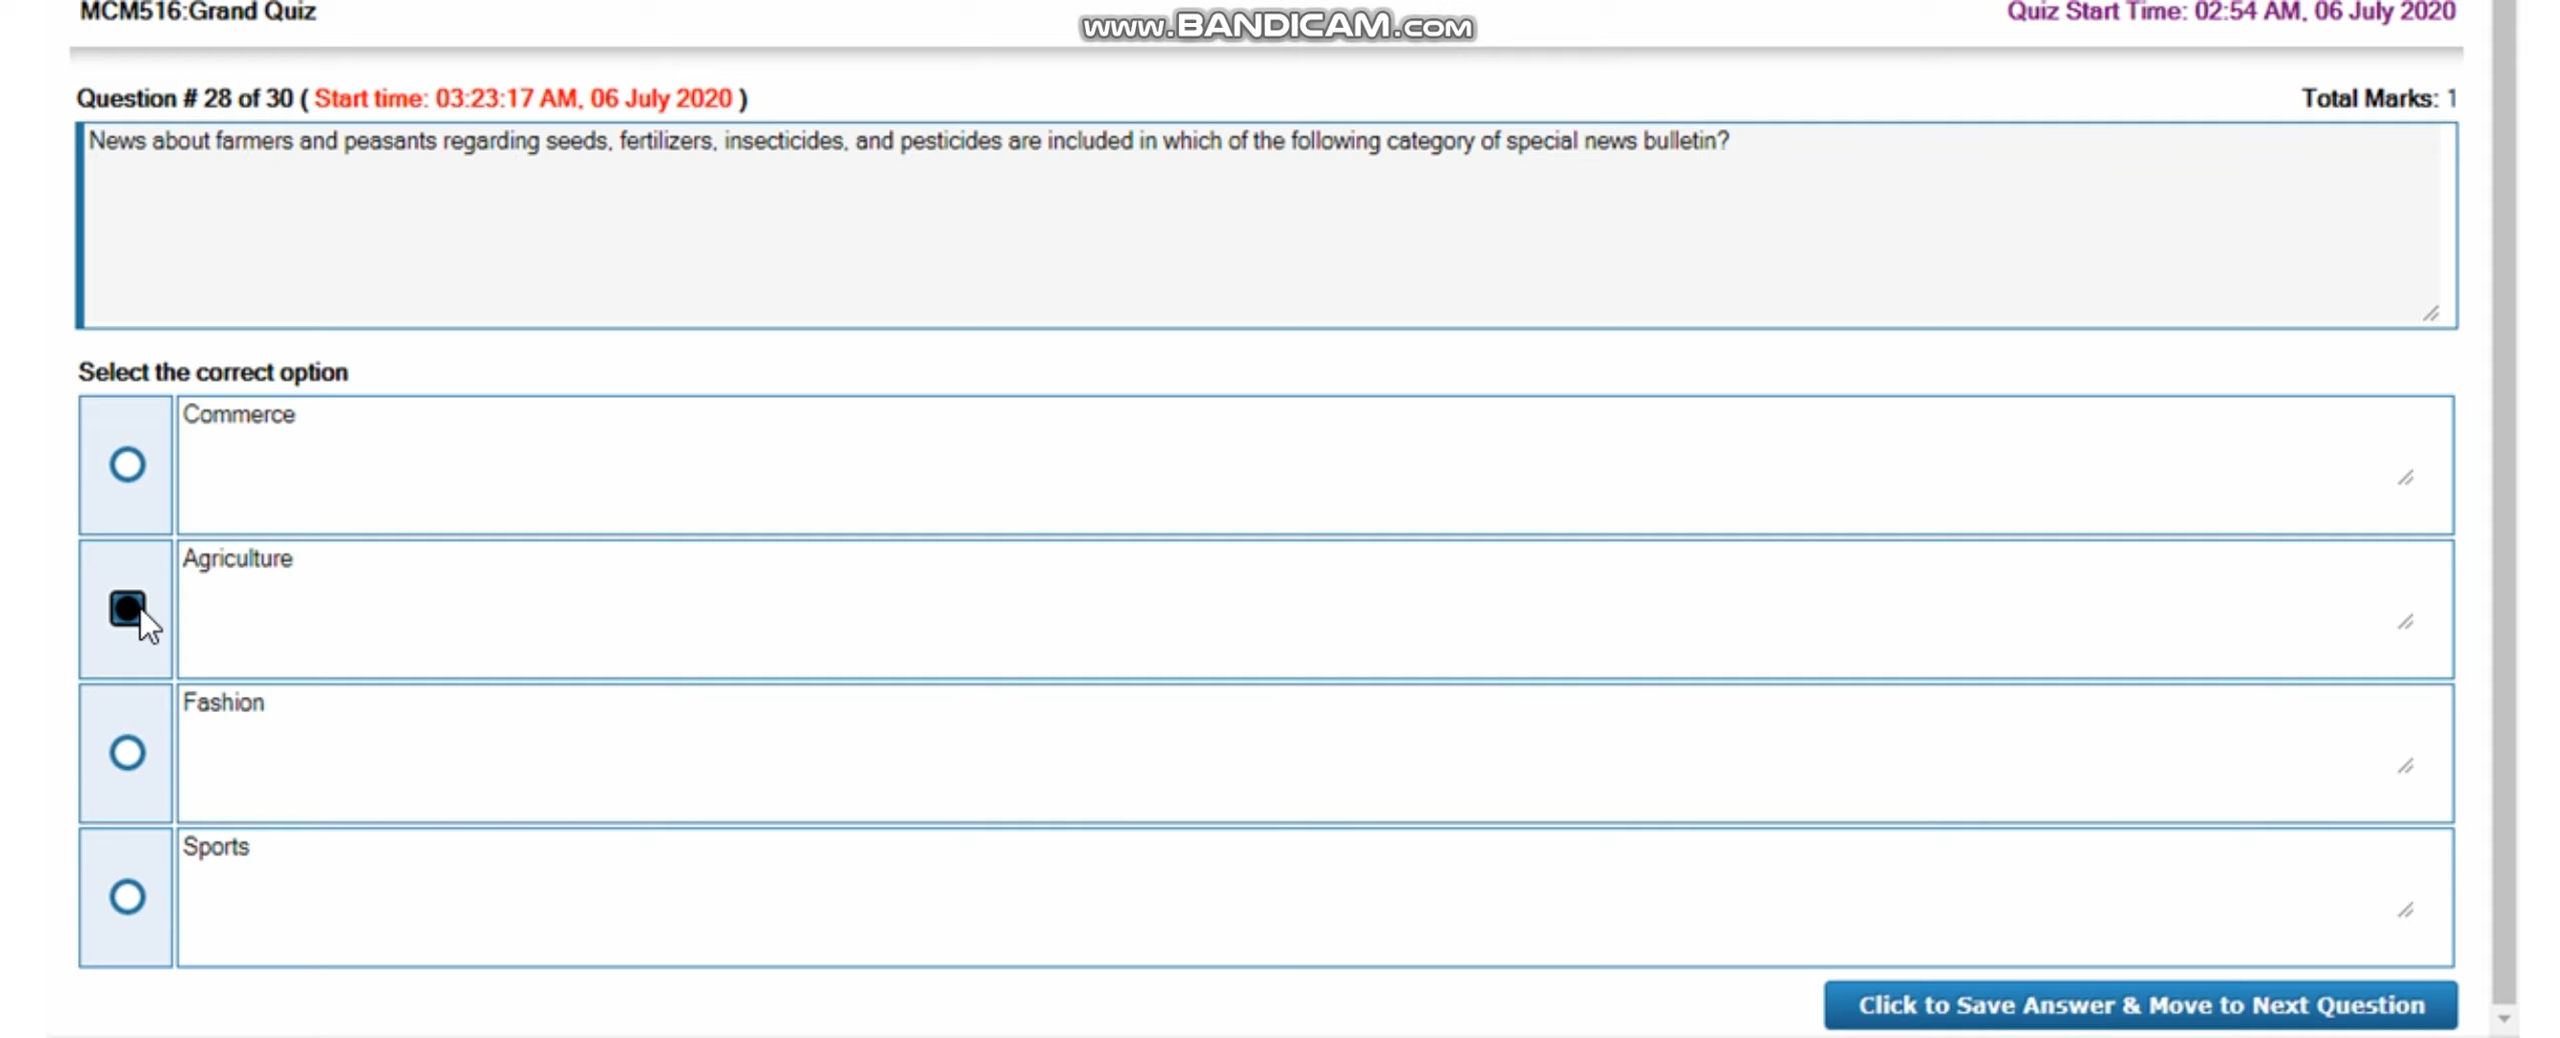 MCM516:Grand Quiz
www.BANDICAM.com
Quiz Start Time: 02:54 AM, 06 July 2020
Question # 28 of 30 ( Start time: 03:23:17 AM, 06 July 2020 )
Total Marks: 1
News about farmers and peasants regarding seeds, fertilizers, insecticides, and pesticides are included in which of the following category of special news bulletin?
Select the correct option
Commerce
Agriculture
Fashion
Sports
Click to Save Answer & Move to Next Question